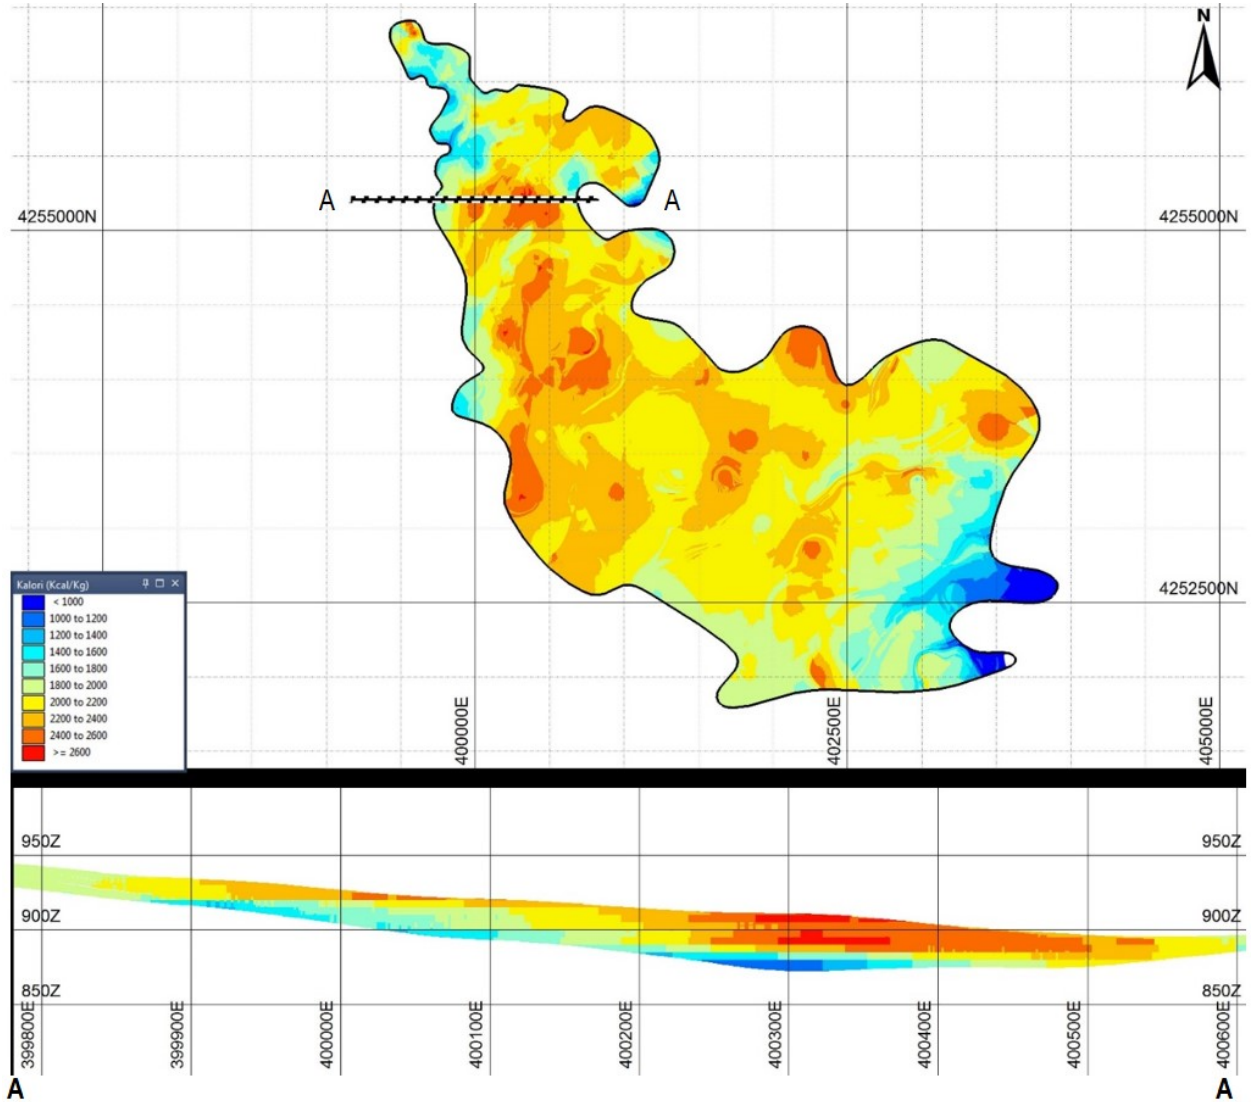 N
A
A
4255000N
4255000N
4252500N
Kalori (Kcal/Kg)
< 1000
1000 to 1200
1200 to 1400
1400 to 1600
1600 to 1800
1800 to 2000
2000 to 2200
2200 to 2400
2400 to 2600
>= 2600
400000E
402500E
405000E
950Z
950Z
900Z
900Z
850Z
850Z
399800E
399900E
400000E
400100E
400200E
400300E
400400E
400500E
400600E
A
A